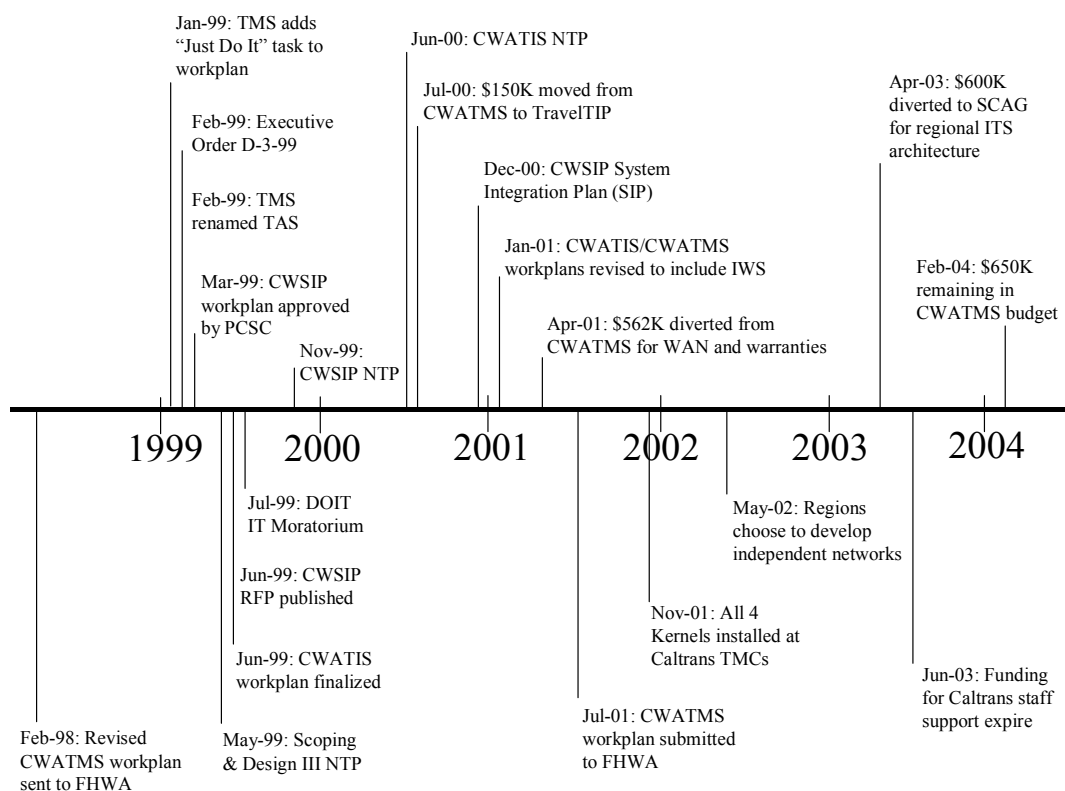 Jan-99: TMS adds
“Just Do It” task to
workplan
Feb-99: Executive
Order D-3-99
Feb-99: TMS
renamed TAS
Mar-99: CWSIP
workplan approved
by PCSC
Nov-99:
CWSIP NTP
Jun-00: CWATIS NTP
Jul-00: $150K moved from
CWATMS to TravelTIP
Dec-00: CWSIP System
Integration Plan (SIP)
Jan-01: CWATIS/CWATMS
workplans revised to include IWS
Apr-01: $562K diverted from
CWATMS for WAN and warranties
Apr-03: $600K
diverted to SCAG
for regional ITS
architecture
Feb-04: $650K
remaining in
CWATMS budget
1999
2000
2001
2002
2003
2004
Jul-99: DOIT
IT Moratorium
Jun-99: CWSIP
RFP published
Jun-99: CWATIS
workplan finalized
Feb-98: Revised
CWATMS workplan
sent to FHWA
May-99: Scoping
& Design III NTP
May-02: Regions
choose to develop
independent networks
Nov-01: All 4
Kernels installed at
Caltrans TMCs
Jul-01: CWATMS
workplan submitted
to FHWA
Jun-03: Funding
for Caltrans staff
support expire